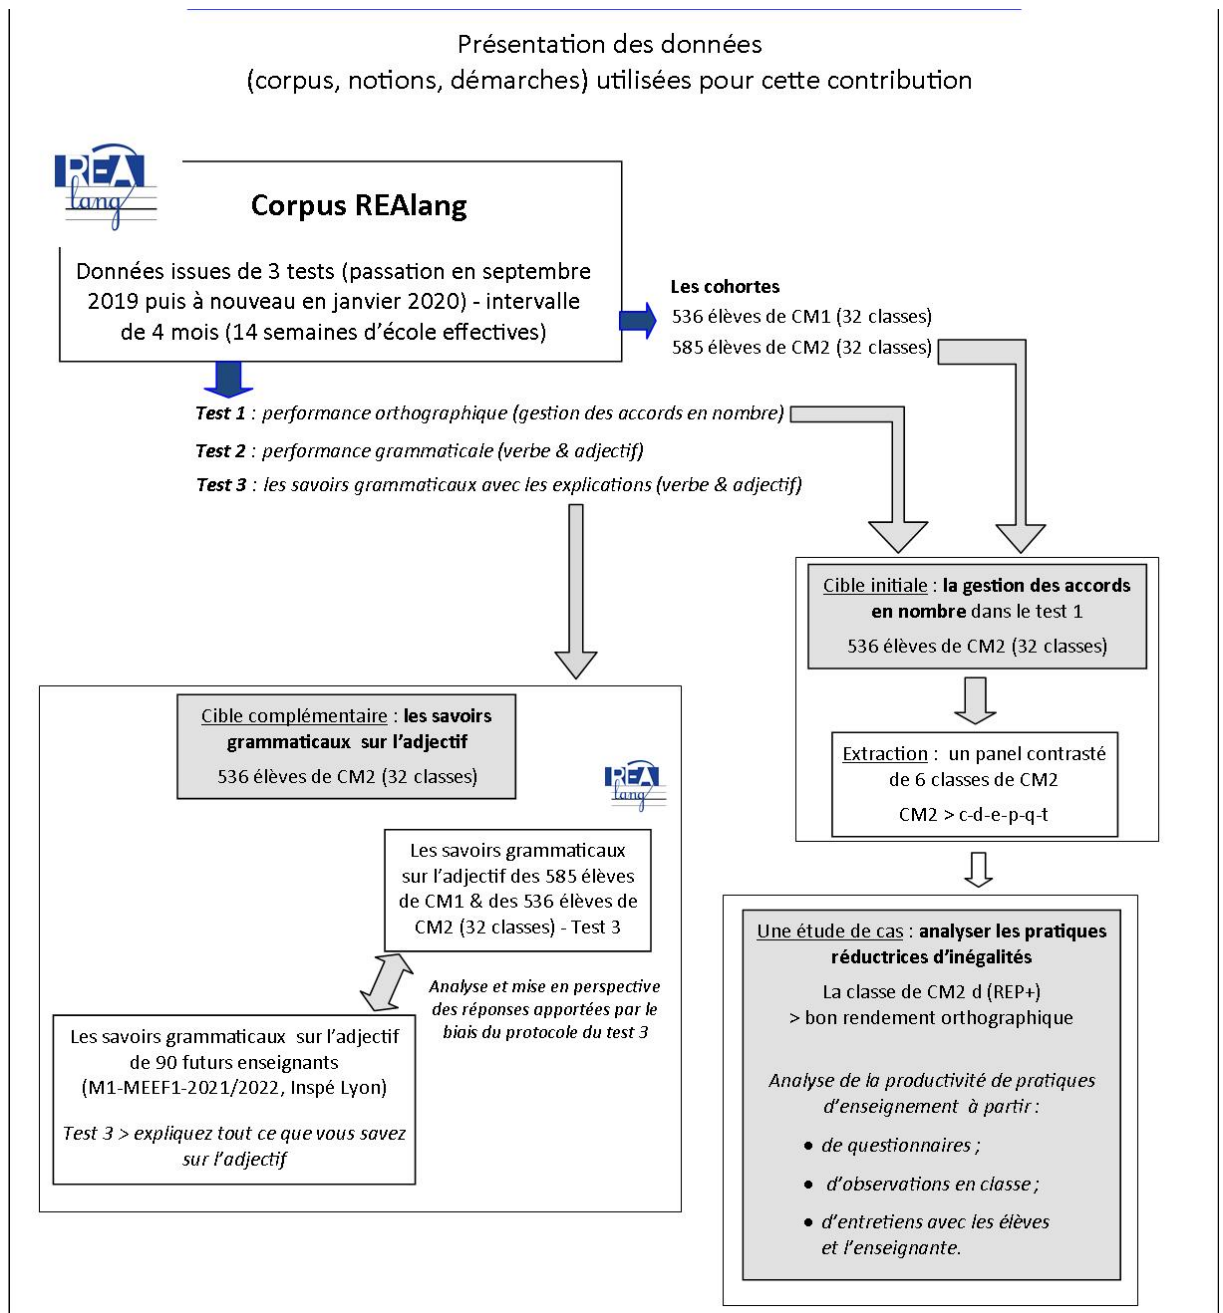 Présentation des données
(corpus, notions, démarches) utilisées pour cette contribution
REA
lang
Corpus REAlang
Données issues de 3 tests (passation en septembre
2019 puis à nouveau en janvier 2020) - intervalle
de 4 mois (14 semaines d'école effectives)
Les cohortes
536 élèves de CM1 (32 classes)
585 élèves de CM2 (32 classes)
Test 1 : performance orthographique (gestion des accords en nombre)
Test 2 : performance grammaticale (verbe & adjectif)
Test 3 : les savoirs grammaticaux avec les explications (verbe & adjectif)
Cible initiale : la gestion des accords
en nombre dans le test 1
536 élèves de CM2 (32 classes)
Extraction : un panel contrasté
de 6 classes de CM2
CM2 > c-d-e-p-q-t
Cible complémentaire : les savoirs
grammaticaux sur l'adjectif
536 élèves de CM2 (32 classes)
REA
lang
Les savoirs grammaticaux
sur l'adjectif des 585 élèves
de CM1 & des 536 élèves de
CM2 (32 classes) - Test 3
Analyse et mise en perspective
des réponses apportées par le
biais du protocole du test 3
Les savoirs grammaticaux sur l'adjectif
de 90 futurs enseignants
(M1-MEEF1-2021/2022, Inspé Lyon)
Test 3 > expliquez tout ce que vous savez
sur l'adjectif
Une étude de cas : analyser les pratiques
réductrices d'inégalités
La classe de CM2 d (REP+)
> bon rendement orthographique
Analyse de la productivité de pratiques
d'enseignement à partir :
• de questionnaires ;
• d'observations en classe ;
• d'entretiens avec les élèves
et l'enseignante.